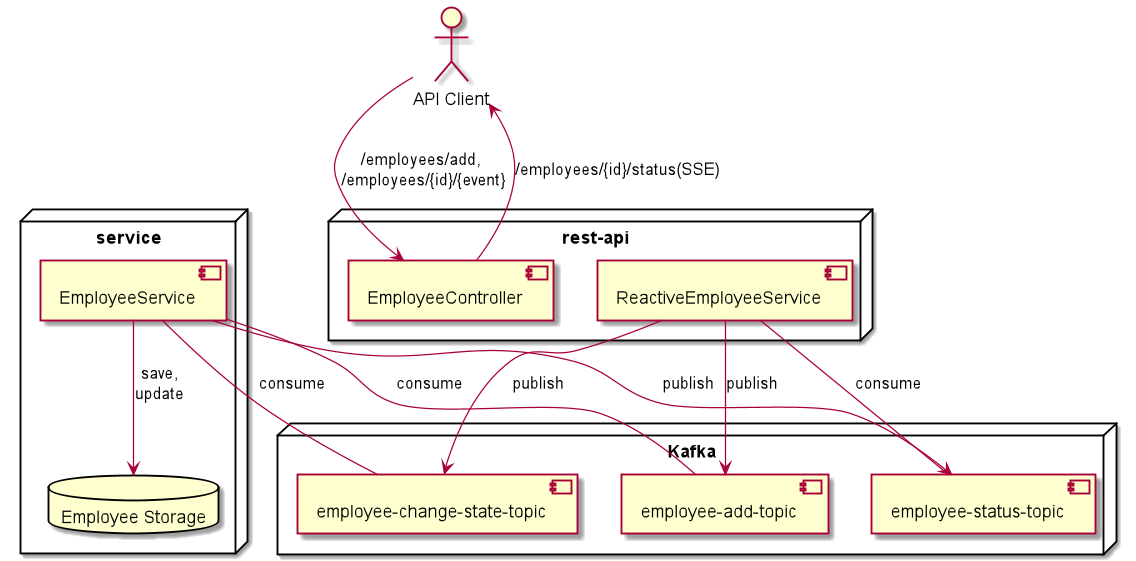 API Client
/employees/add,
/employees/{id}/{event}
/employees/{id}/status(SSE)
service
rest-api
EmployeeService
EmployeeController
ReactiveEmployeeService
save,
update
consume
consume
publish
publish
publish
consume
Kafka
Employee Storage
employee-change-state-topic
employee-add-topic
employee-status-topic